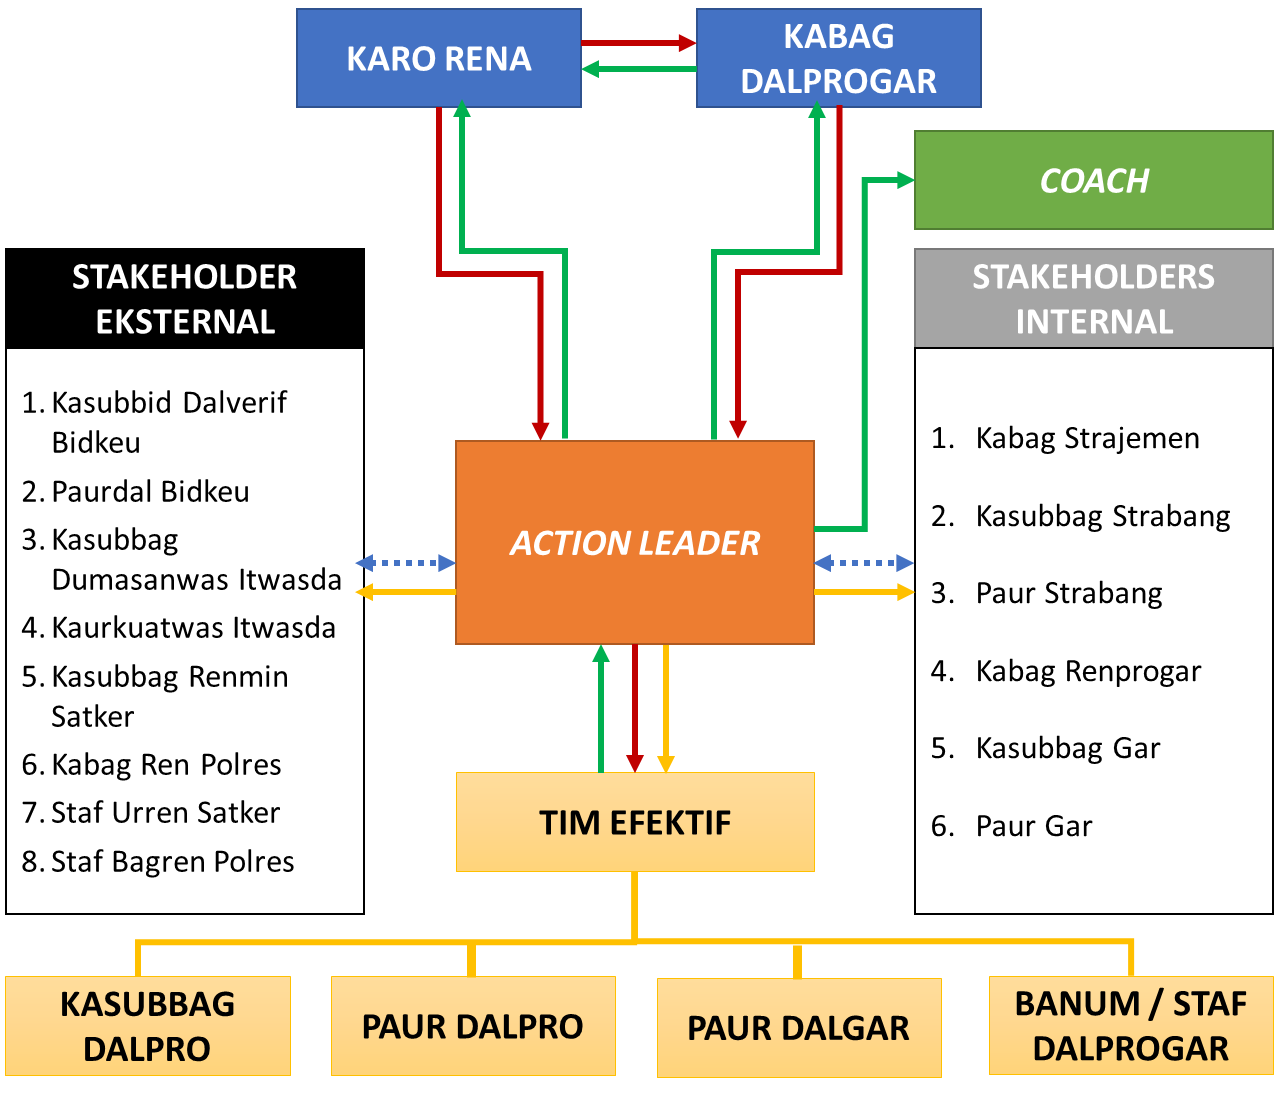 KARO RENA
KABAG
DALPROGAR
COACH
STAKEHOLDER
EKSTERNAL
1. Kasubbid Dalverif
Bidkeu
2. Paurdal Bidkeu
3. Kasubbag
Dumasanwas Itwasda
4. Kaurkuatwas Itwasda
5. Kasubbag Renmin
Satker
6. Kabag Ren Polres
7. Staf Urren Satker
8. Staf Bagren Polres
ACTION LEADER
STAKEHOLDERS
INTERNAL
1. Kabag Strajemen
2. Kasubbag Strabang
3. Paur Strabang
4. Kabag Renprogar
5. Kasubbag Gar
6. Paur Gar
TIM EFEKTIF
KASUBBAG
DALPRO
PAUR DALPRO
PAUR DALGAR
BANUM / STAF
DALPROGAR